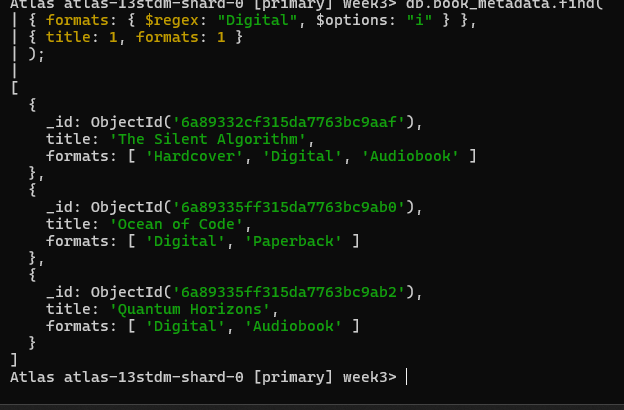 Atlas atlas-13stdm-shard-0 [primary] week3> db.book_metadata.find(
| { formats: { $regex: "Digital", $options: "i" } },
| { title: 1, formats: 1 }
| );
|
[
  {
    _id: ObjectId('6a89332cf315da7763bc9aaf'),
    title: 'The Silent Algorithm',
    formats: [ 'Hardcover', 'Digital', 'Audiobook' ]
  },
  {
    _id: ObjectId('6a89335ff315da7763bc9ab0'),
    title: 'Ocean of Code',
    formats: [ 'Digital', 'Paperback' ]
  },
  {
    _id: ObjectId('6a89335ff315da7763bc9ab2'),
    title: 'Quantum Horizons',
    formats: [ 'Digital', 'Audiobook' ]
  }
]
Atlas atlas-13stdm-shard-0 [primary] week3>